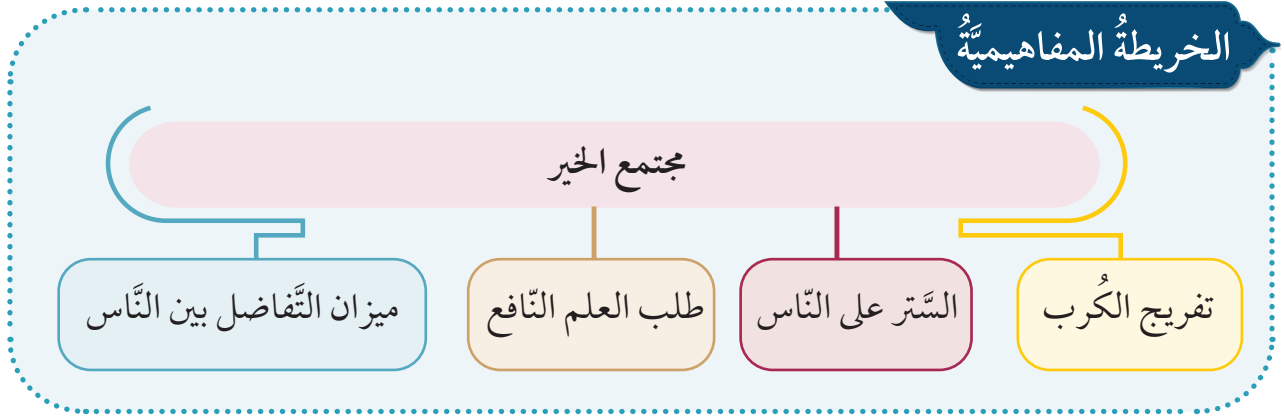 الخريطةُ المفاهيميَّةُ
مجتمع الخير
تفريج الكُرب
السَّتر على النّاس
طلب العلم النّافع
ميزان التَّفاضل بين النَّاس